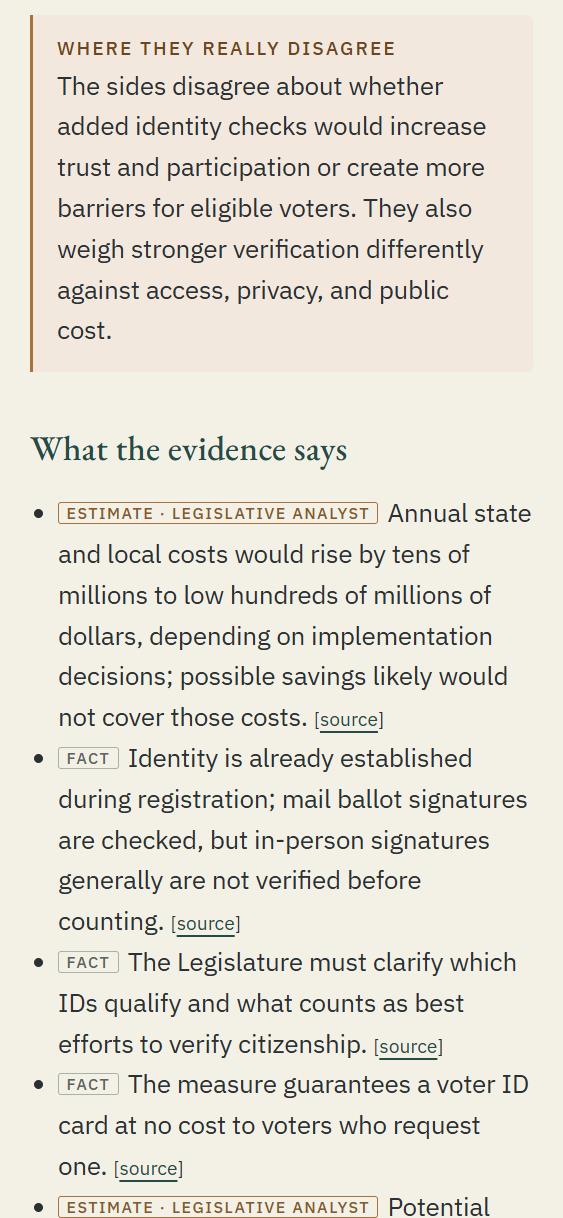 WHERE THEY REALLY DISAGREE
The sides disagree about whether
added identity checks would increase
trust and participation or create more
barriers for eligible voters. They also
weigh stronger verification differently
against access, privacy, and public
cost.
What the evidence says
ESTIMATE · LEGISLATIVE ANALYST Annual state
and local costs would rise by tens of
millions to low hundreds of millions of
dollars, depending on implementation
decisions; possible savings likely would
not cover those costs. [source]
FACT Identity is already established
during registration; mail ballot signatures
are checked, but in-person signatures
generally are not verified before
counting. [source]
FACT The Legislature must clarify which
IDs qualify and what counts as best
efforts to verify citizenship. [source]
FACT The measure guarantees a voter ID
card at no cost to voters who request
one. [source]
ESTIMATE · LEGISLATIVE ANALYST Potential